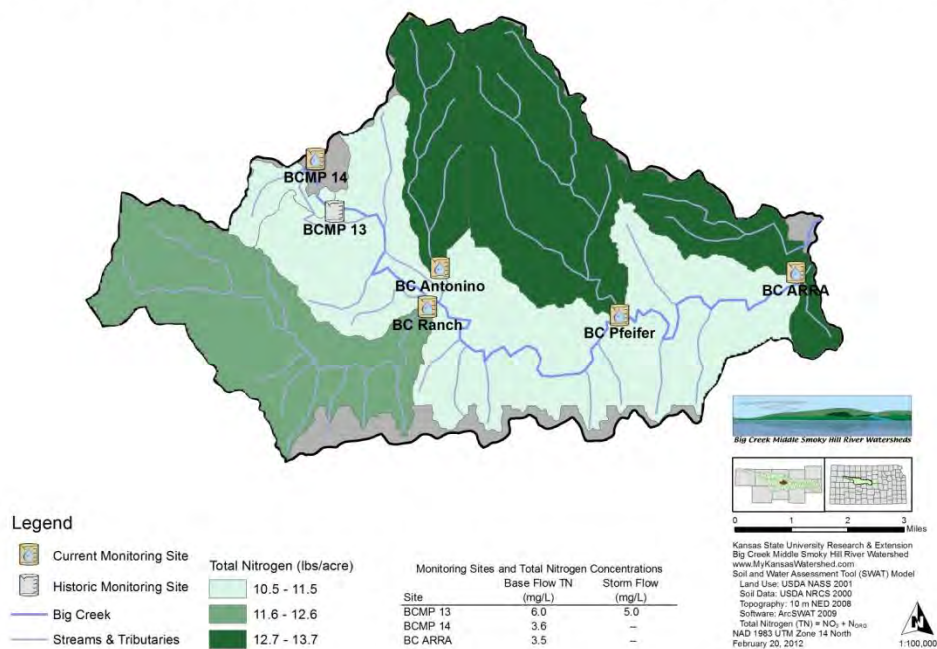 BCMP 14
BCMP 13
BC Antonino
BC Ranch
BC Pfeifer
BC ARRA
Big Creek Middle Smoky Hill River Watersheds
0 1 2 3
Miles
Legend
Current Monitoring Site
Historic Monitoring Site
Big Creek
Streams & Tributaries
Total Nitrogen (lbs/acre)
10.5 - 11.5
11.6 - 12.6
12.7 - 13.7
Monitoring Sites and Total Nitrogen Concentrations
Base Flow TN Storm Flow
Site (mg/L) (mg/L)
BCMP 13 6.0 5.0
BCMP 14 3.6 –
BC ARRA 3.5 –
Kansas State University Research & Extension
Big Creek Middle Smoky Hill River Watershed
www.MyKansasWatershed.com
Soil and Water Assessment Tool (SWAT) Model
Land Use: USDA NASS 2001
Soil Data: USDA NRCS 2000
Topography: 10 m NED 2008
Software: ArcSWAT 2009
Total Nitrogen (TN) = NO₃ + N_ORG
NAD 1983 UTM Zone 14 North
February 20, 2012
N
1:100,000